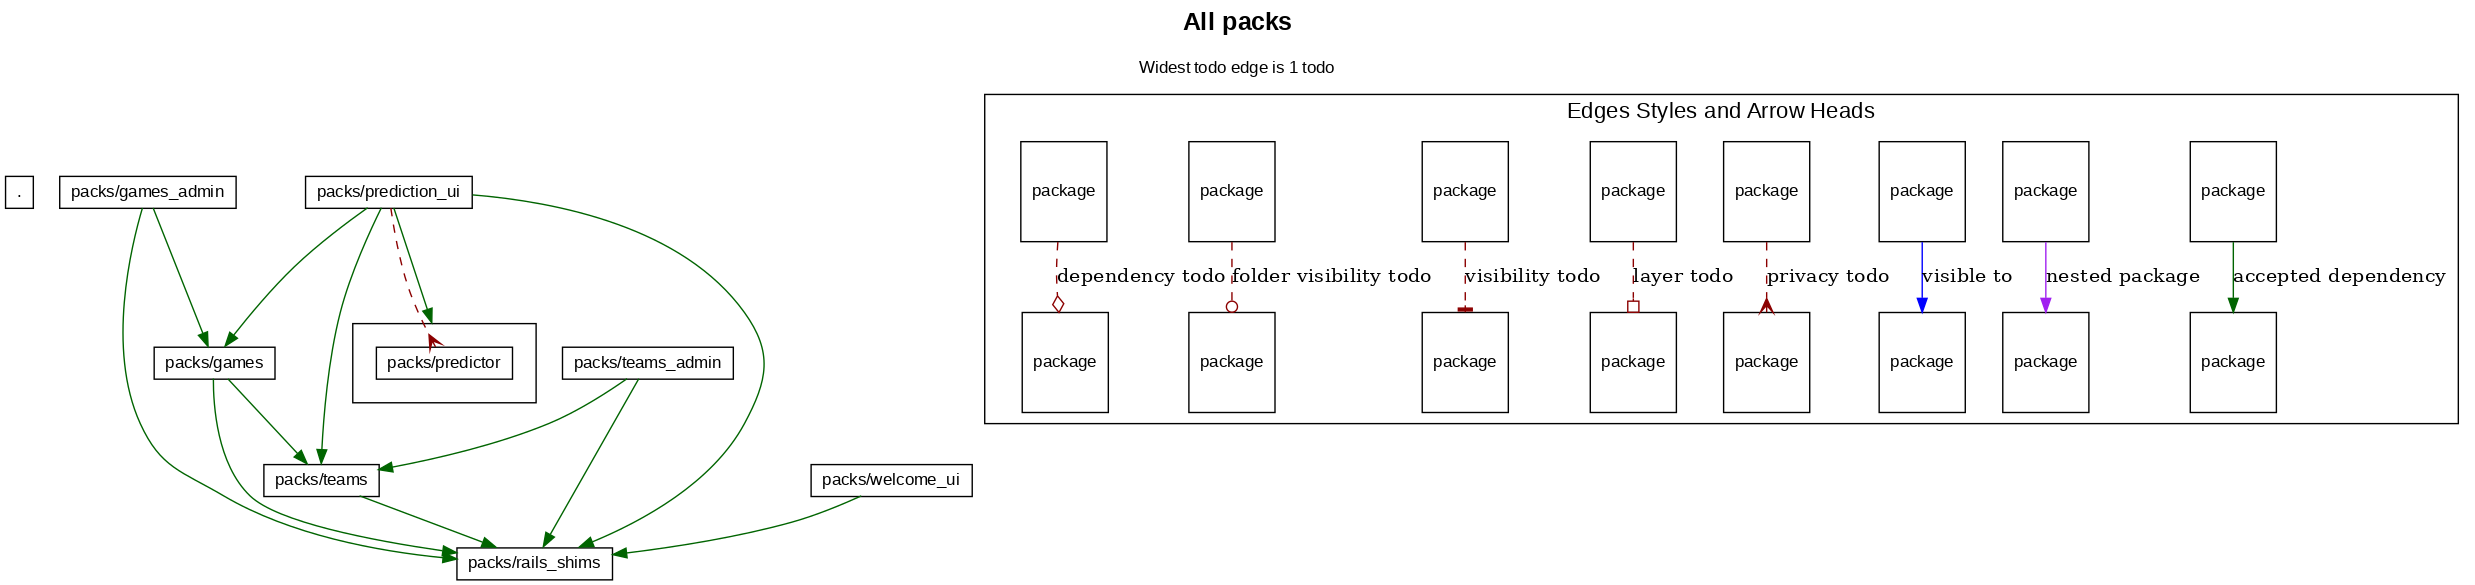 All packs
Widest todo edge is 1 todo
Edges Styles and Arrow Heads
package package package package package package package package
dependency todo folder visibility todo visibility todo layer todo privacy todo visible to nested package accepted dependency
package package package package package package package package
. packs/games_admin packs/prediction_ui
packs/games packs/predictor packs/teams_admin
packs/teams packs/welcome_ui
packs/rails_shims